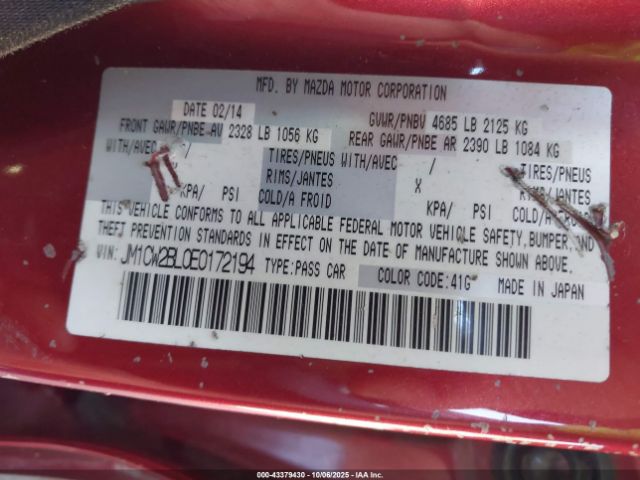 MFD. BY MAZDA MOTOR CORPORATION
DATE 02/14 GVWR/PNBV 4685 LB 2125 KG
FRONT GAWR/PNBE AV 2328 LB 1056 KG REAR GAWR/PNBE AR 2390 LB 1084 KG
WITH/AVEC TIRES/PNEUS WITH/AVEC / TIRES/PNEUS
RIMS/JANTES X RIMS/JANTES
KPA/ PSI COLD/A FROID KPA/ PSI COLD/A
THIS VEHICLE CONFORMS TO ALL APPLICABLE FEDERAL MOTOR VEHICLE SAFETY, BUMPER, AND
THEFT PREVENTION STANDARDS IN EFFECT ON THE DATE OF MANUFACTURE SHOWN ABOVE.
VIN: JM1CW2BL0E0172194 TYPE:PASS CAR COLOR CODE:41G MADE IN JAPAN
000-43379430 | 10/06/2025 | IAA Inc.